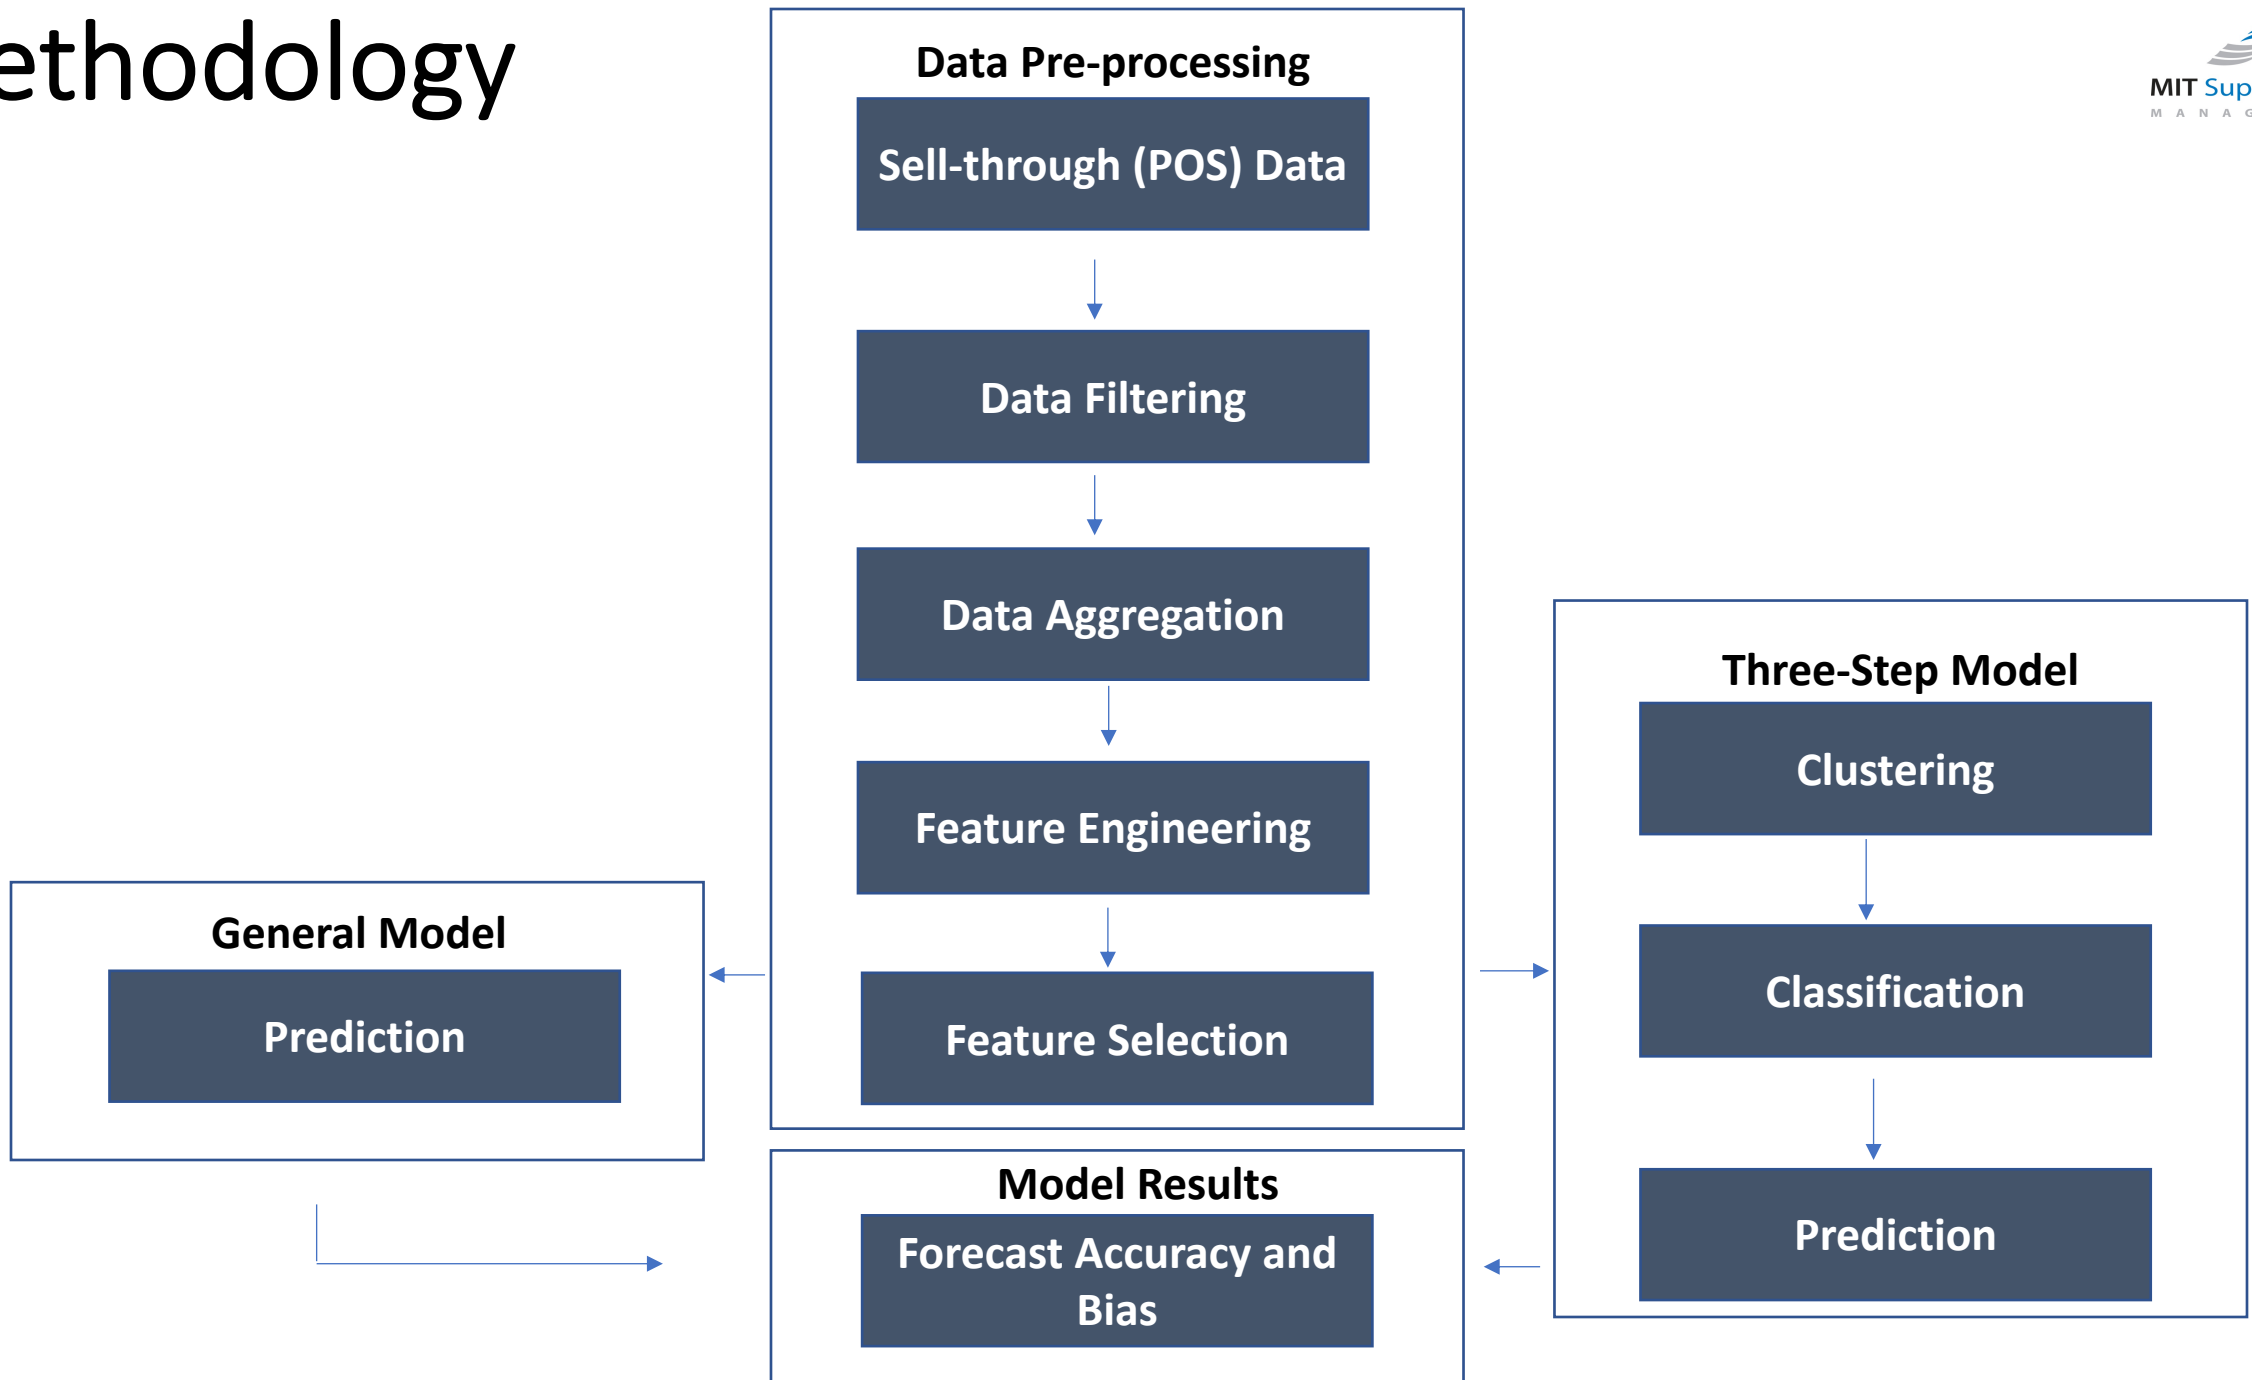 ethodology
Data Pre-processing
Sell-through (POS) Data
Data Filtering
Data Aggregation
Feature Engineering
Feature Selection
General Model
Prediction
Three-Step Model
Clustering
Classification
Prediction
Model Results
Forecast Accuracy and
Bias
MIT Sup
M A N A G